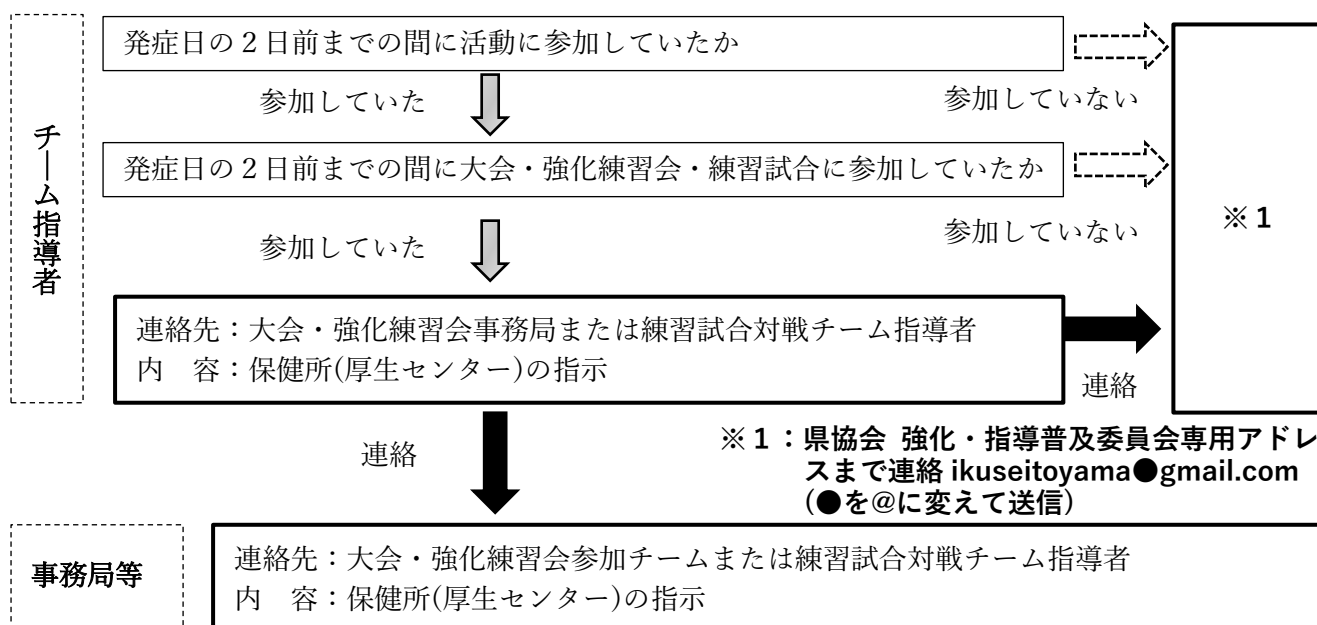 発症日の２日前までの間に活動に参加していたか
参加していた
参加していない
チーム指導者
発症日の２日前までの間に大会・強化練習会・練習試合に参加していたか
※１
参加していた
参加していない
連絡先：大会・強化練習会事務局または練習試合対戦チーム指導者
内　容：保健所(厚生センター)の指示
連絡
連絡
※１：県協会 強化・指導普及委員会専用アドレ
スまで連絡 ikuseitoyama●gmail.com
(●を@に変えて送信)
事務局等
連絡先：大会・強化練習会参加チームまたは練習試合対戦チーム指導者
内　容：保健所(厚生センター)の指示